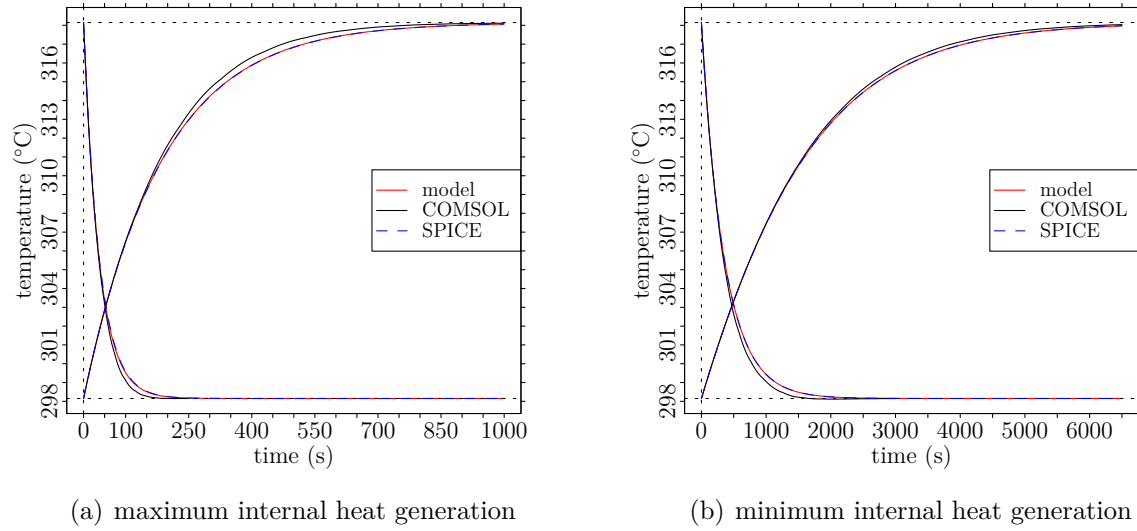 temperature (°C)
316
313
310
307
304
301
298
model
COMSOL
SPICE
0 100 250 400 550 700 850 1000
time (s)
(a) maximum internal heat generation
temperature (°C)
316
313
310
307
304
301
298
model
COMSOL
SPICE
0 1000 2000 3000 4000 5000 6000
time (s)
(b) minimum internal heat generation